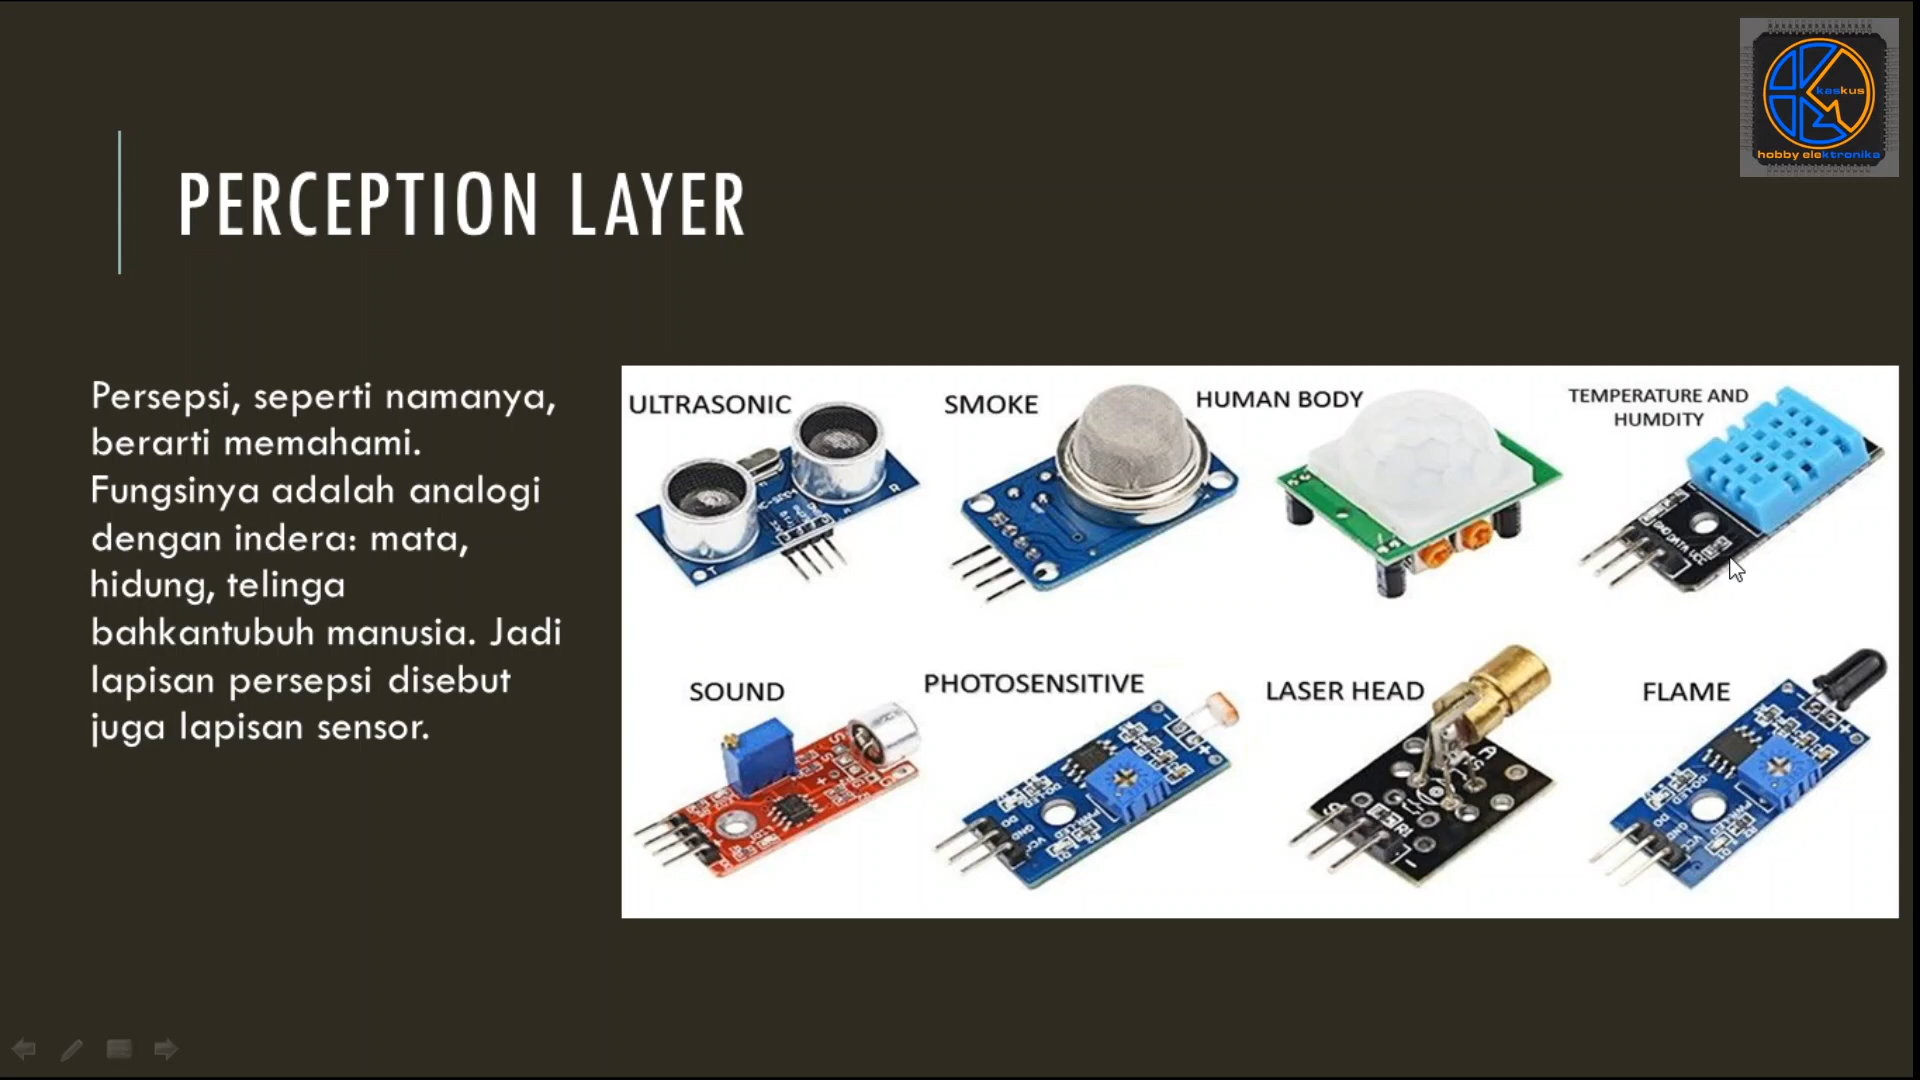 kaskus
hobby elektronika
PERCEPTION LAYER
Persepsi, seperti namanya,
berarti memahami.
Fungsinya adalah analogi
dengan indera: mata,
hidung, telinga
bahkantubuh manusia. Jadi
lapisan persepsi disebut
juga lapisan sensor.
ULTRASONIC
SMOKE
HUMAN BODY
TEMPERATURE AND
HUMDITY
SOUND
PHOTOSENSITIVE
LASER HEAD
FLAME